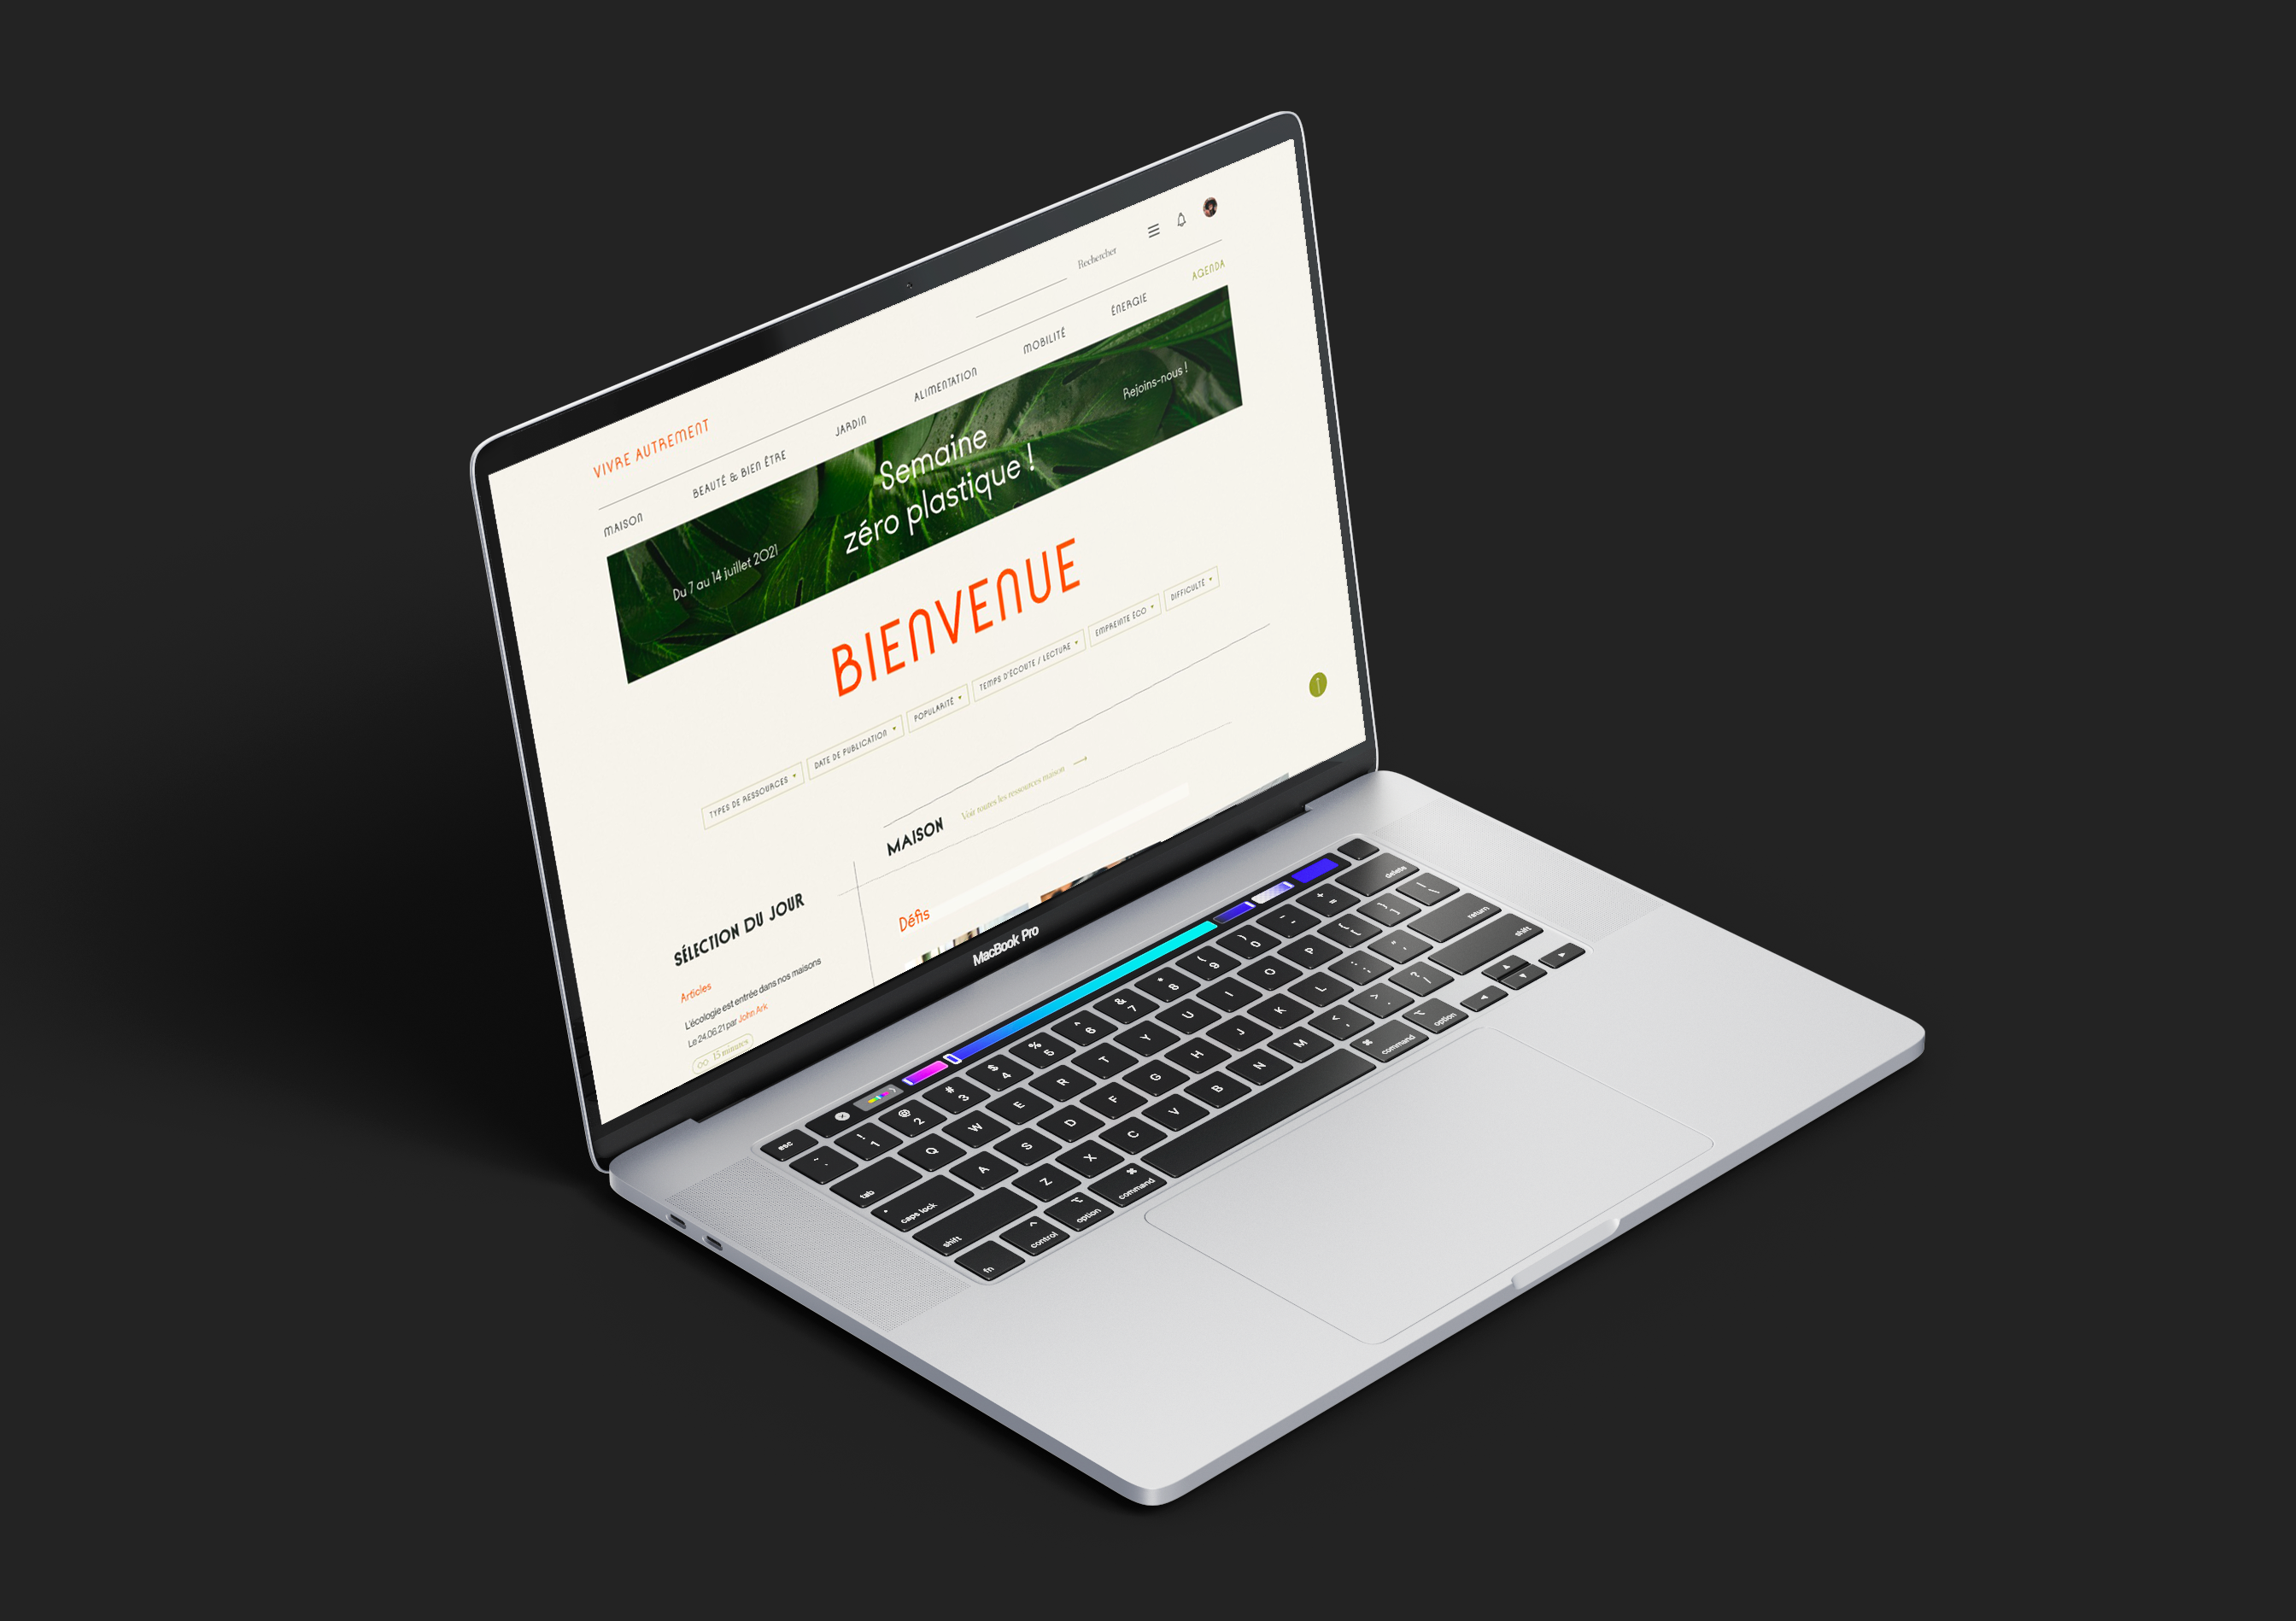 Rechercher
VIVRE AUTREMENT
MAISON
BEAUTÉ & BIEN ÊTRE
JARDIN
ALIMENTATION
MOBILITÉ
ÉNERGIE
AGENDA
Du 7 au 14 juillet 2021
Semaine
zéro plastique !
Rejoins-nous !
BIENVENUE
TYPES DE RESSOURCES
DATE DE PUBLICATION
POPULARITÉ
TEMPS D'ÉCOUTE / LECTURE
EMPREINTE ÉCO
DIFFICULTÉ
SÉLECTION DU JOUR
Articles
L'écologie est entrée dans nos maisons
Le 24.06.21 par John Ark
15 minutes
MAISON
Voir toutes les ressources maison
Défis
MacBook Pro
esc
~ ! 1 @ 2 # 3 $ 4 % 5 ^ 6 & 7 * 8 ( 9 ) 0 - + = delete
tab Q W E R T Y U I O P { [ } ] |
caps lock A S D F G H J K L : ; " ' return
shift Z X C V B N M < , > . ? / shift
fn ^ control ⌥ option ⌘ command ⌘ command ⌥ option